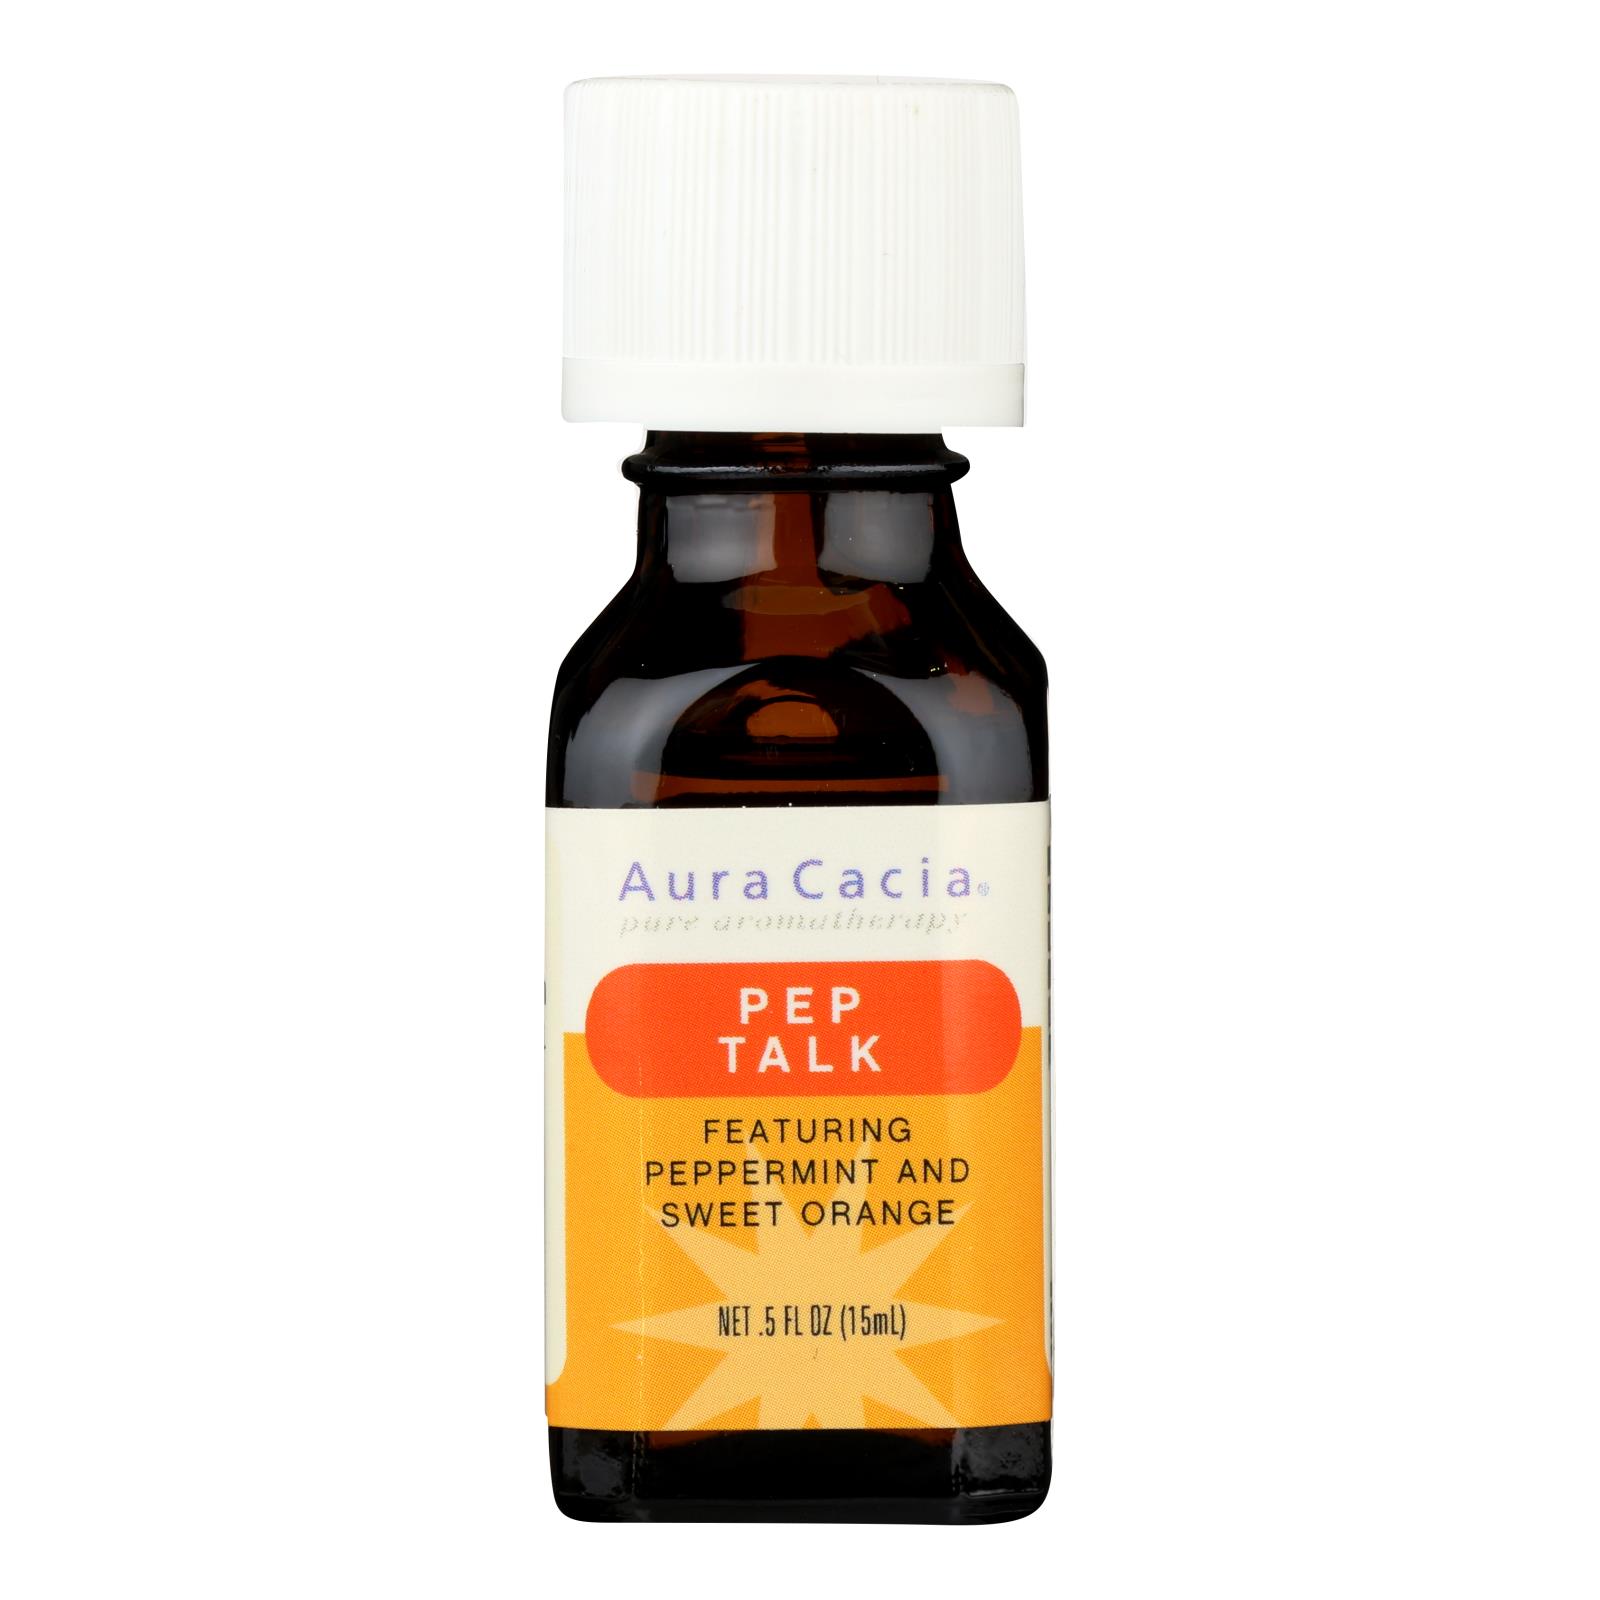 Aura Cacia®
pure aromatherapy
PEP
TALK
FEATURING
PEPPERMINT AND
SWEET ORANGE
NET .5 FL OZ (15mL)